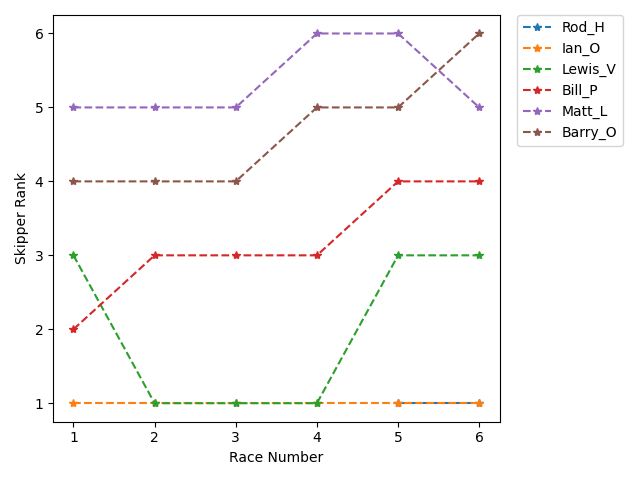 6
5
4
3
2
1
Skipper Rank
1 2 3 4 5 6
Race Number
Rod_H
Ian_O
Lewis_V
Bill_P
Matt_L
Barry_O